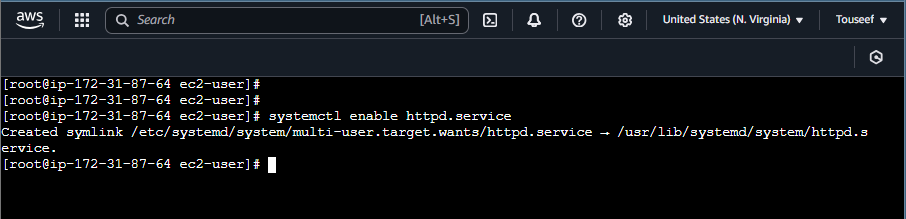 aws
Search
[Alt+S]
United States (N. Virginia) ▼
Touseef ▼
[root@ip-172-31-87-64 ec2-user]#
[root@ip-172-31-87-64 ec2-user]#
[root@ip-172-31-87-64 ec2-user]# systemctl enable httpd.service
Created symlink /etc/systemd/system/multi-user.target.wants/httpd.service → /usr/lib/systemd/system/httpd.s
ervice.
[root@ip-172-31-87-64 ec2-user]#